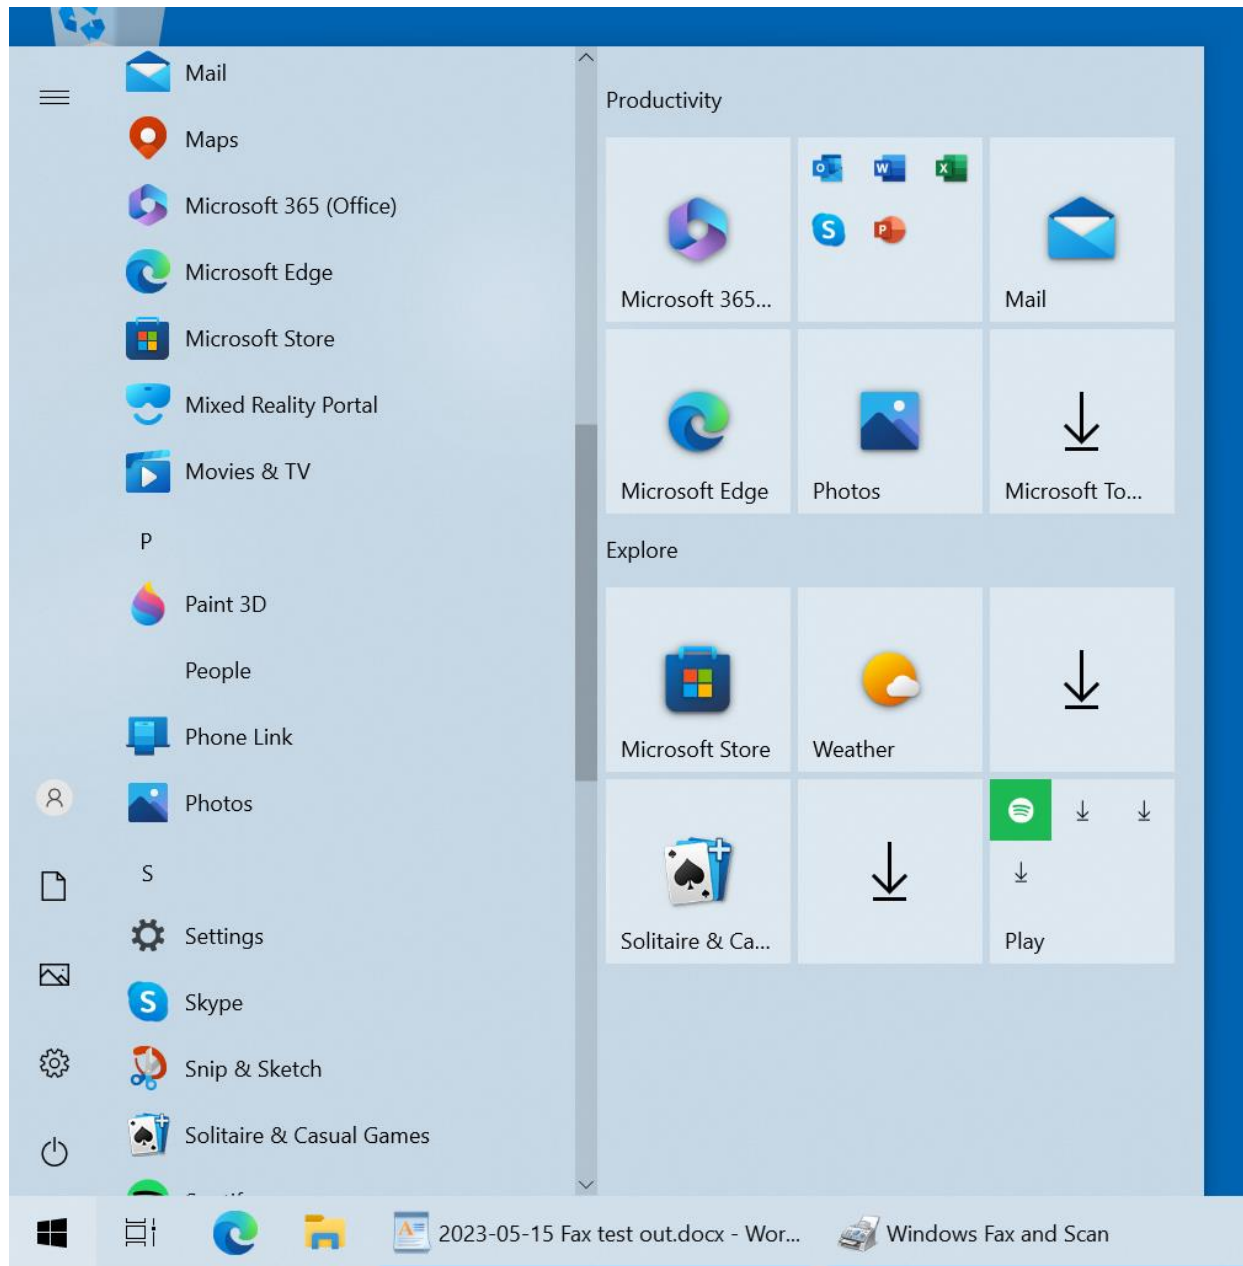 Mail
Maps
Microsoft 365 (Office)
Microsoft Edge
Microsoft Store
Mixed Reality Portal
Movies & TV
P
Paint 3D
People
Phone Link
Photos
S
Settings
Skype
Snip & Sketch
Solitaire & Casual Games
Productivity
Microsoft 365...
Mail
Microsoft Edge
Photos
Microsoft To...
Explore
Microsoft Store
Weather
Solitaire & Ca...
Play
2023-05-15 Fax test out.docx - Wor...
Windows Fax and Scan